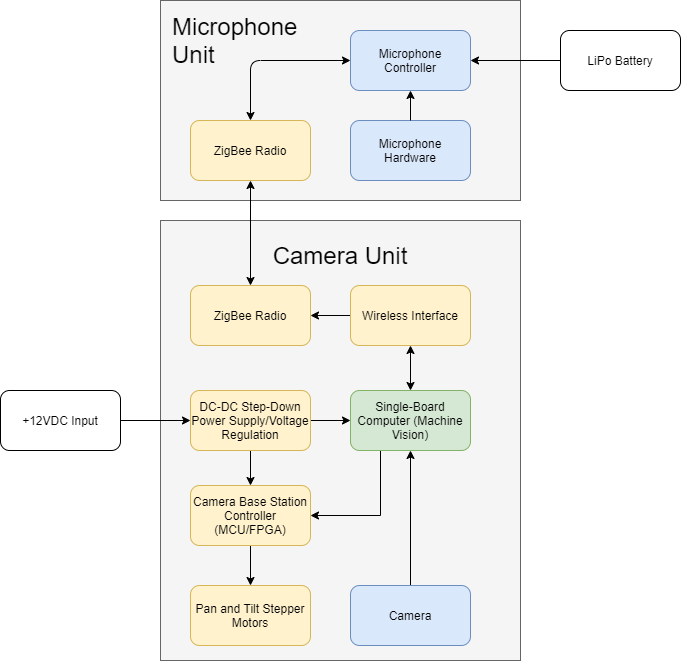 Microphone
Unit
Microphone
Controller
LiPo Battery
ZigBee Radio
Microphone
Hardware
Camera Unit
ZigBee Radio
Wireless Interface
+12VDC Input
DC-DC Step-Down
Power Supply/Voltage
Regulation
Single-Board
Computer (Machine
Vision)
Camera Base Station
Controller
(MCU/FPGA)
Pan and Tilt Stepper
Motors
Camera